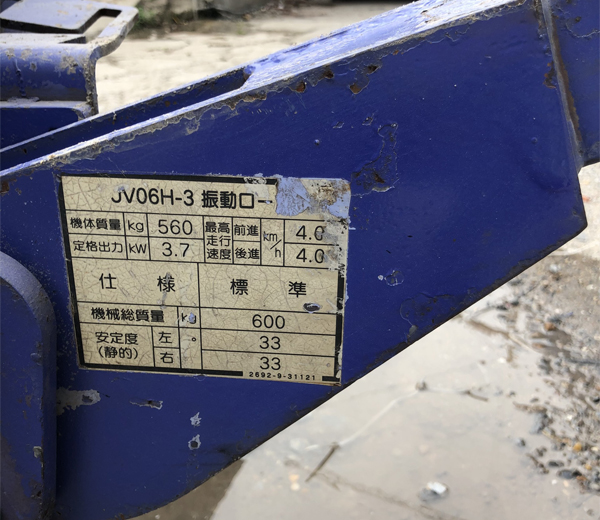 JV06H-3 振動ロー
機体質量 kg 560 最高走行速度 前進 km/h 4.0
定格出力 kW 3.7 後進 4.0
仕様 標準
機械総質量 kg 600
安定度(静的) 左 ° 33
右 33
2692-9-31121